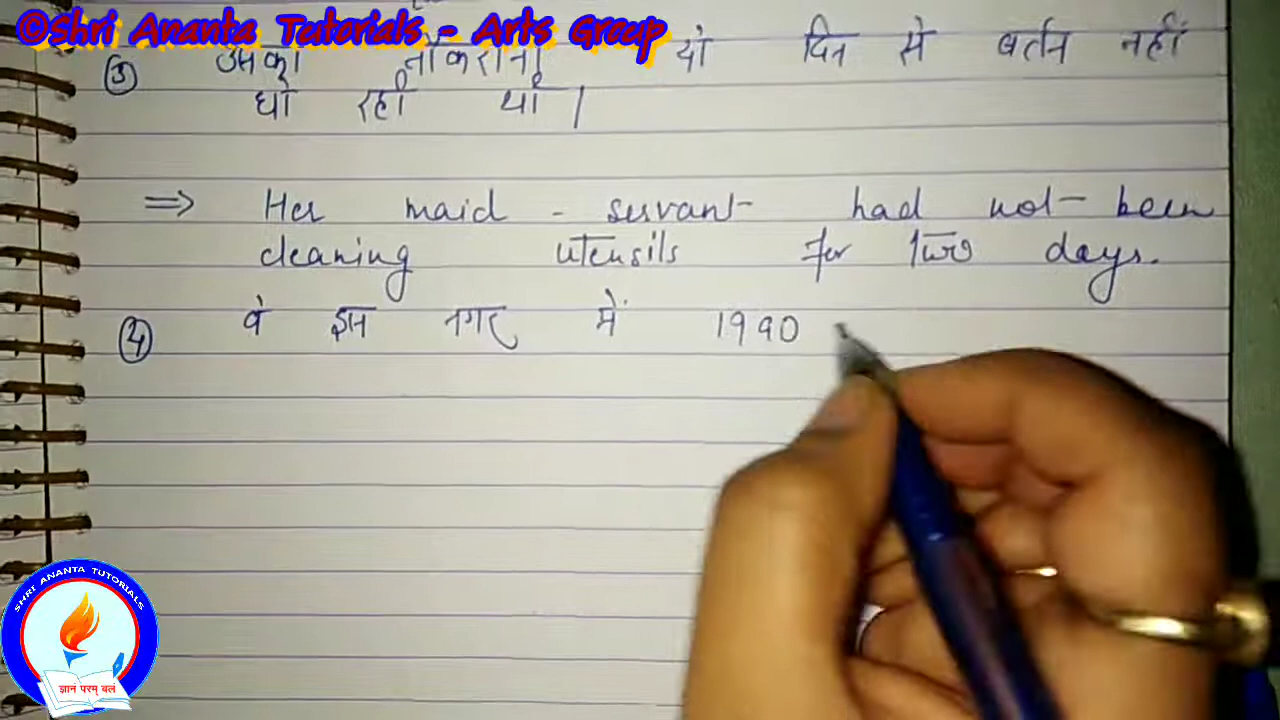 ©Shri Ananta Tutorials - Arts Group
③ उसकी नौकरानी दो दिन से बर्तन नहीं
धो रही थी |
⇒ Her maid - servant had not been
cleaning utensils for two days.
④ वे इस नगर में 1990
SHRI ANANTA TUTORIALS
ज्ञानं परमं बलं